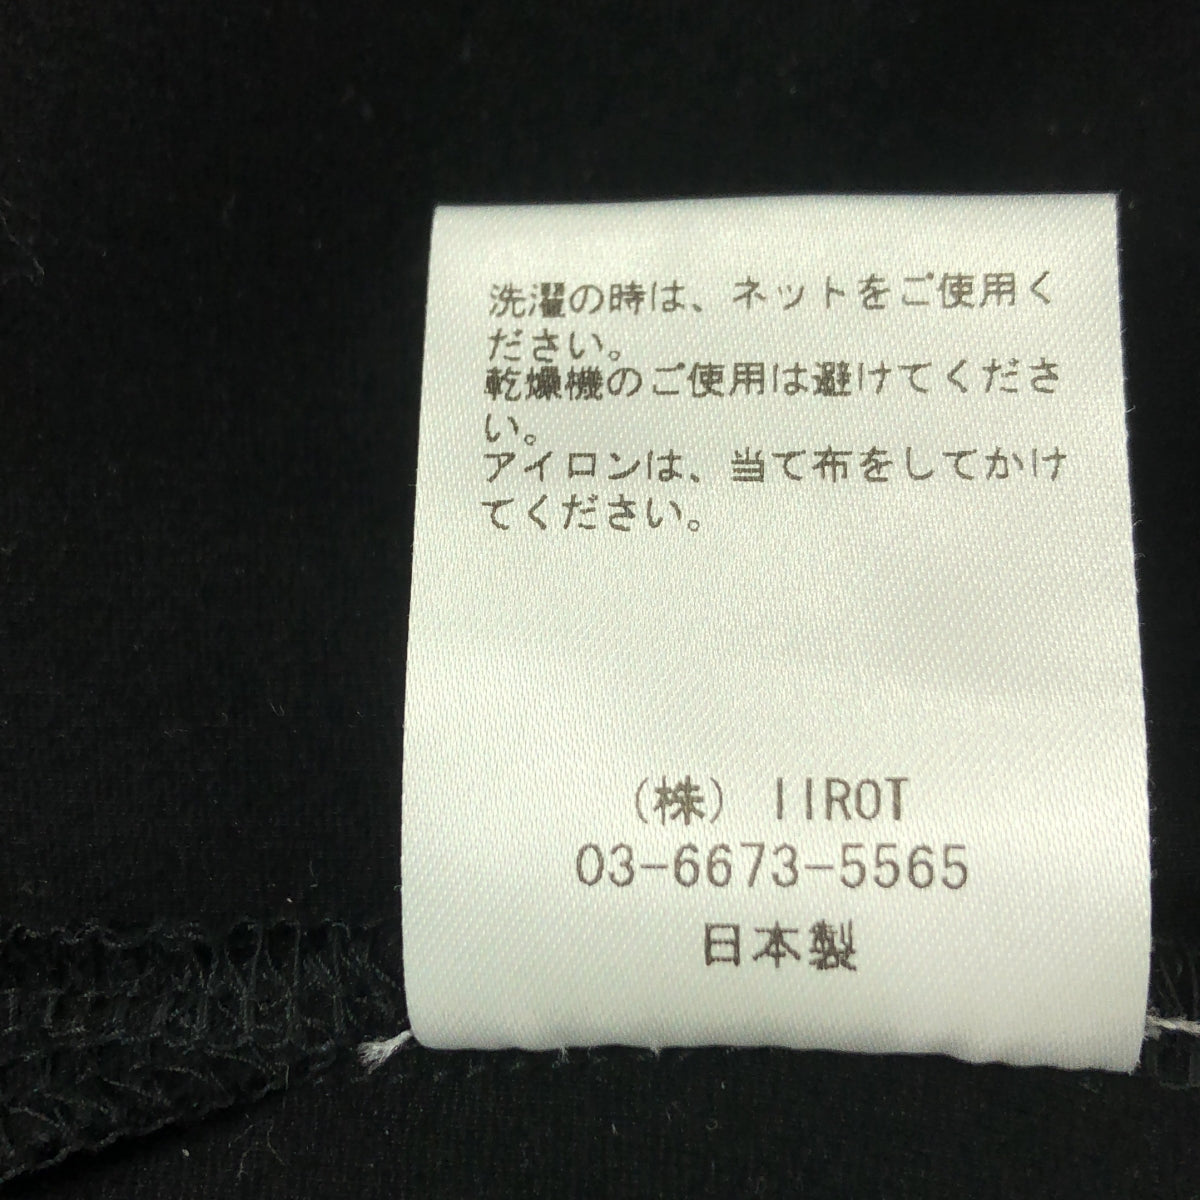 洗濯の時は、ネットをご使用く
ださい。
乾燥機のご使用は避けてくださ
い。
アイロンは、当て布をしてかけ
てください。
(株) IIROT
03-6673-5565
日本製